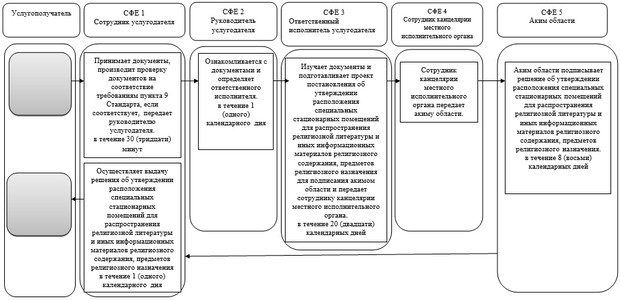 Услугополучатель
СФЕ 1
Сотрудник услугодателя
СФЕ 2
Руководитель
услугодателя
СФЕ 3
Ответственный
исполнитель услугодателя
СФЕ 4
Сотрудник канцелярии
местного
исполнительного органа
СФЕ 5
Аким области
Принимает документы,
производит проверку
документов на
соответствие
требованиям пункта 9
Стандарта, если
соответствует, передает
руководителю
услугодателя.
в течение 30 (тридцати)
минут
Ознакомливается с
документами и
определяет
ответственного
исполнителя.
в течение 1
(одного)
календарного дня
Изучает документы и
подготавливает проект
постановления об
утверждении
расположения
специальных
стационарных помещений
для распространения
религиозной литературы и
иных информационных
материалов религиозного
содержания, предметов
религиозного назначения
для подписания акимом
области и передает
сотруднику канцелярии
местного исполнительного
органа.
в течение 20 (двадцати)
календарных дней
Сотрудник
канцелярии
местного
исполнительного
органа передает
акиму области.
Аким области подписывает
решение об утверждении
расположения специальных
стационарных помещений
для распространения
религиозной литературы и
иных информационных
материалов религиозного
содержания, предметов
религиозного назначения.
в течение 8 (восьми)
календарных дней
Осуществляет выдачу
решения об утверждении
расположения
специальных
стационарных
помещений для
распространения
религиозной литературы
и иных информационных
материалов религиозного
содержания, предметов
религиозного назначения
в течение 1 (одного)
календарного дня